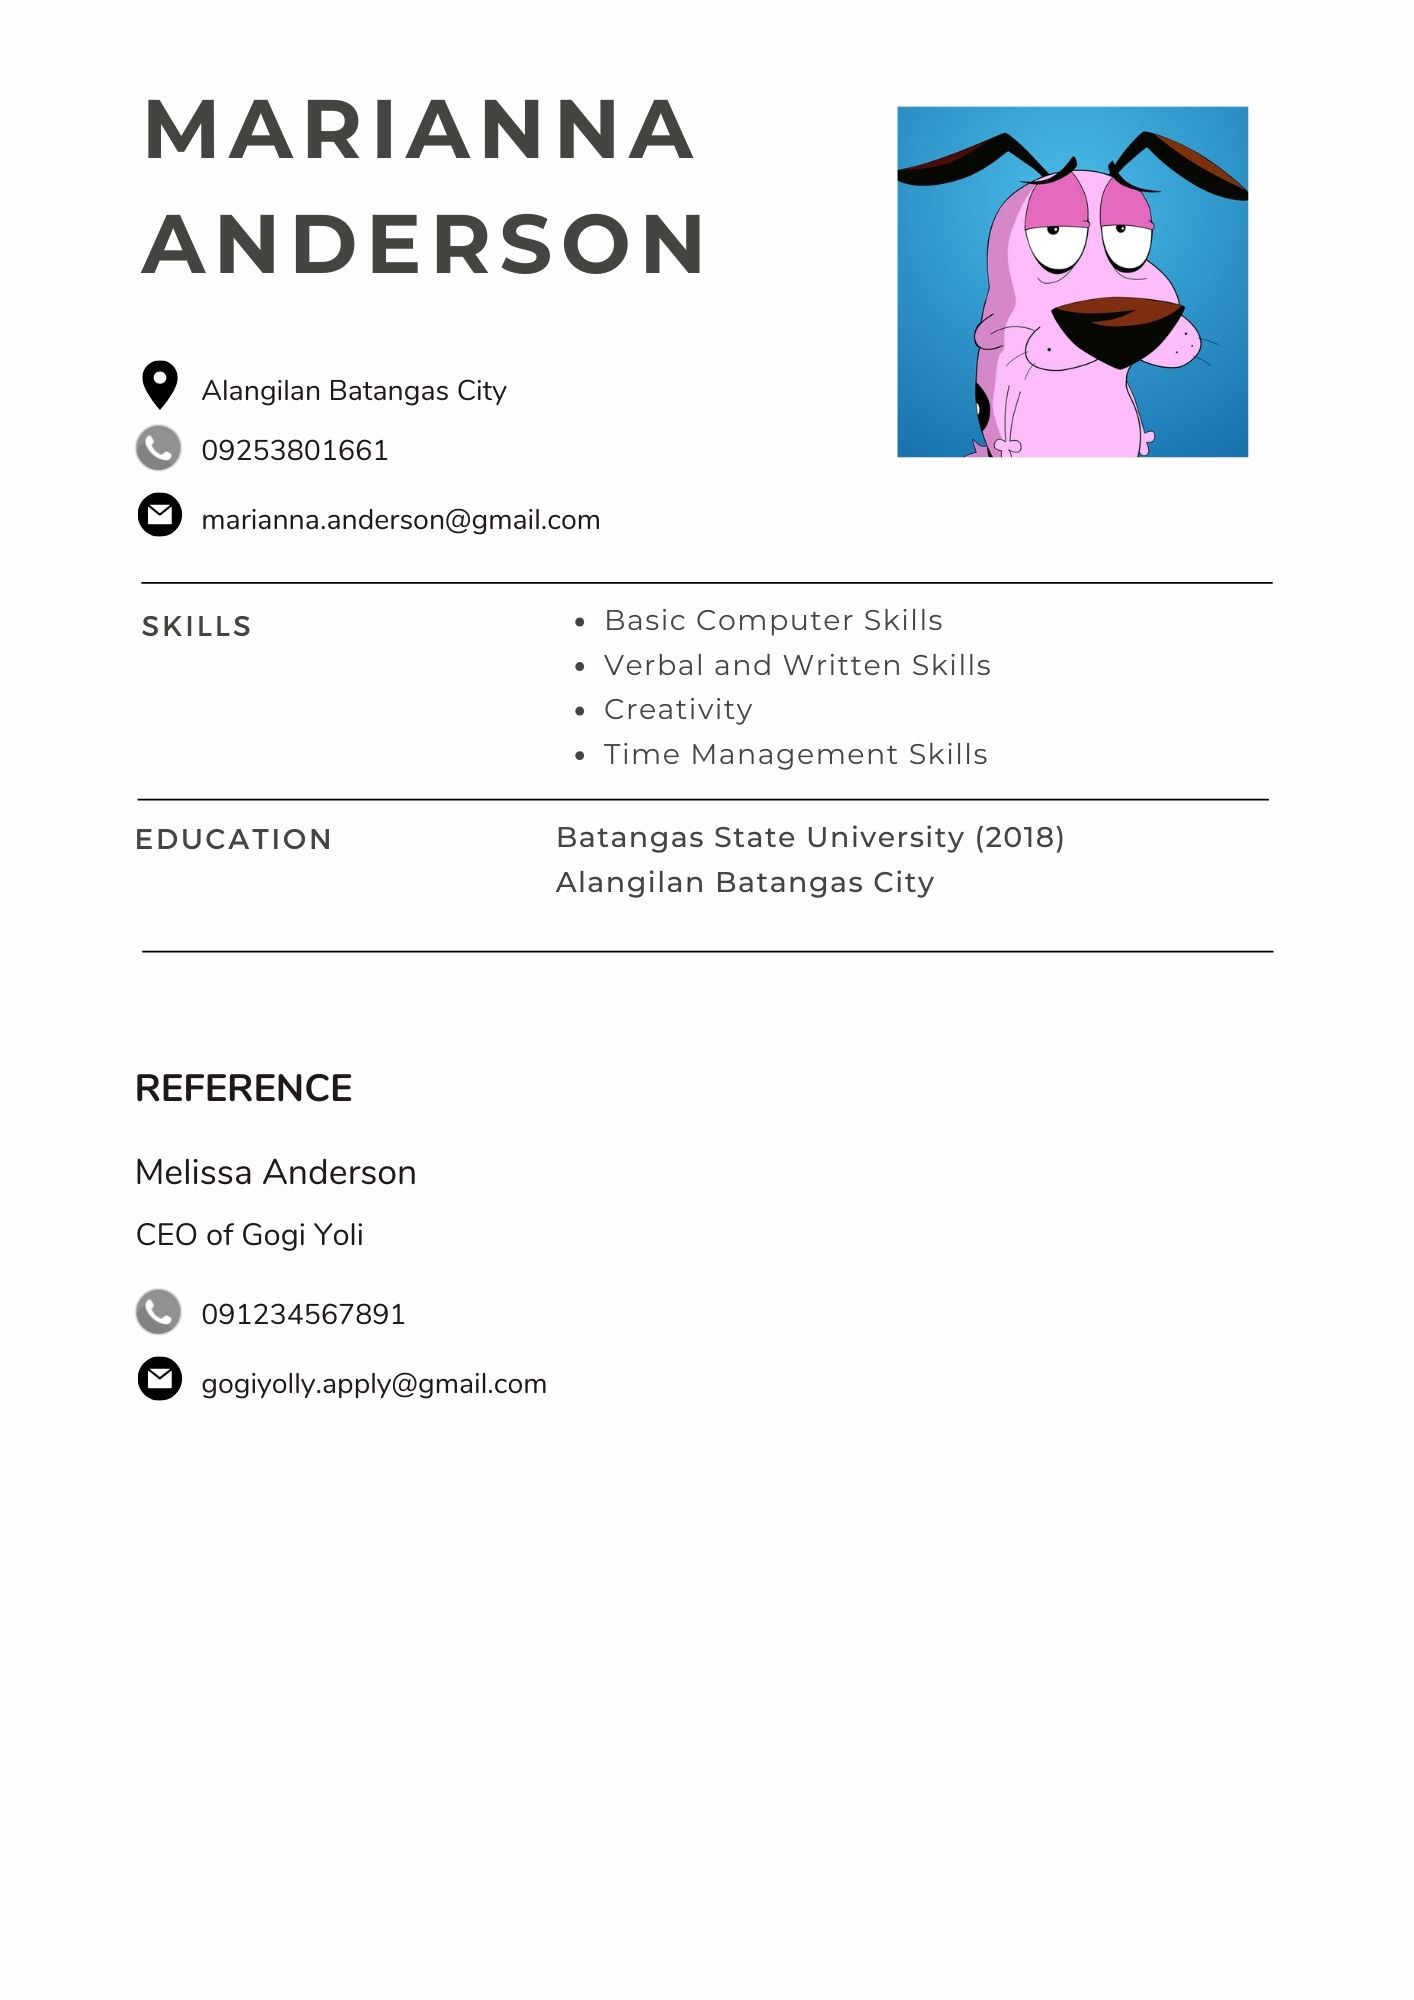 MARIANNA
ANDERSON
Alangilan Batangas City
09253801661
marianna.anderson@gmail.com
SKILLS
• Basic Computer Skills
• Verbal and Written Skills
• Creativity
• Time Management Skills
EDUCATION
Batangas State University (2018)
Alangilan Batangas City
REFERENCE
Melissa Anderson
CEO of Gogi Yoli
091234567891
gogiyolly.apply@gmail.com